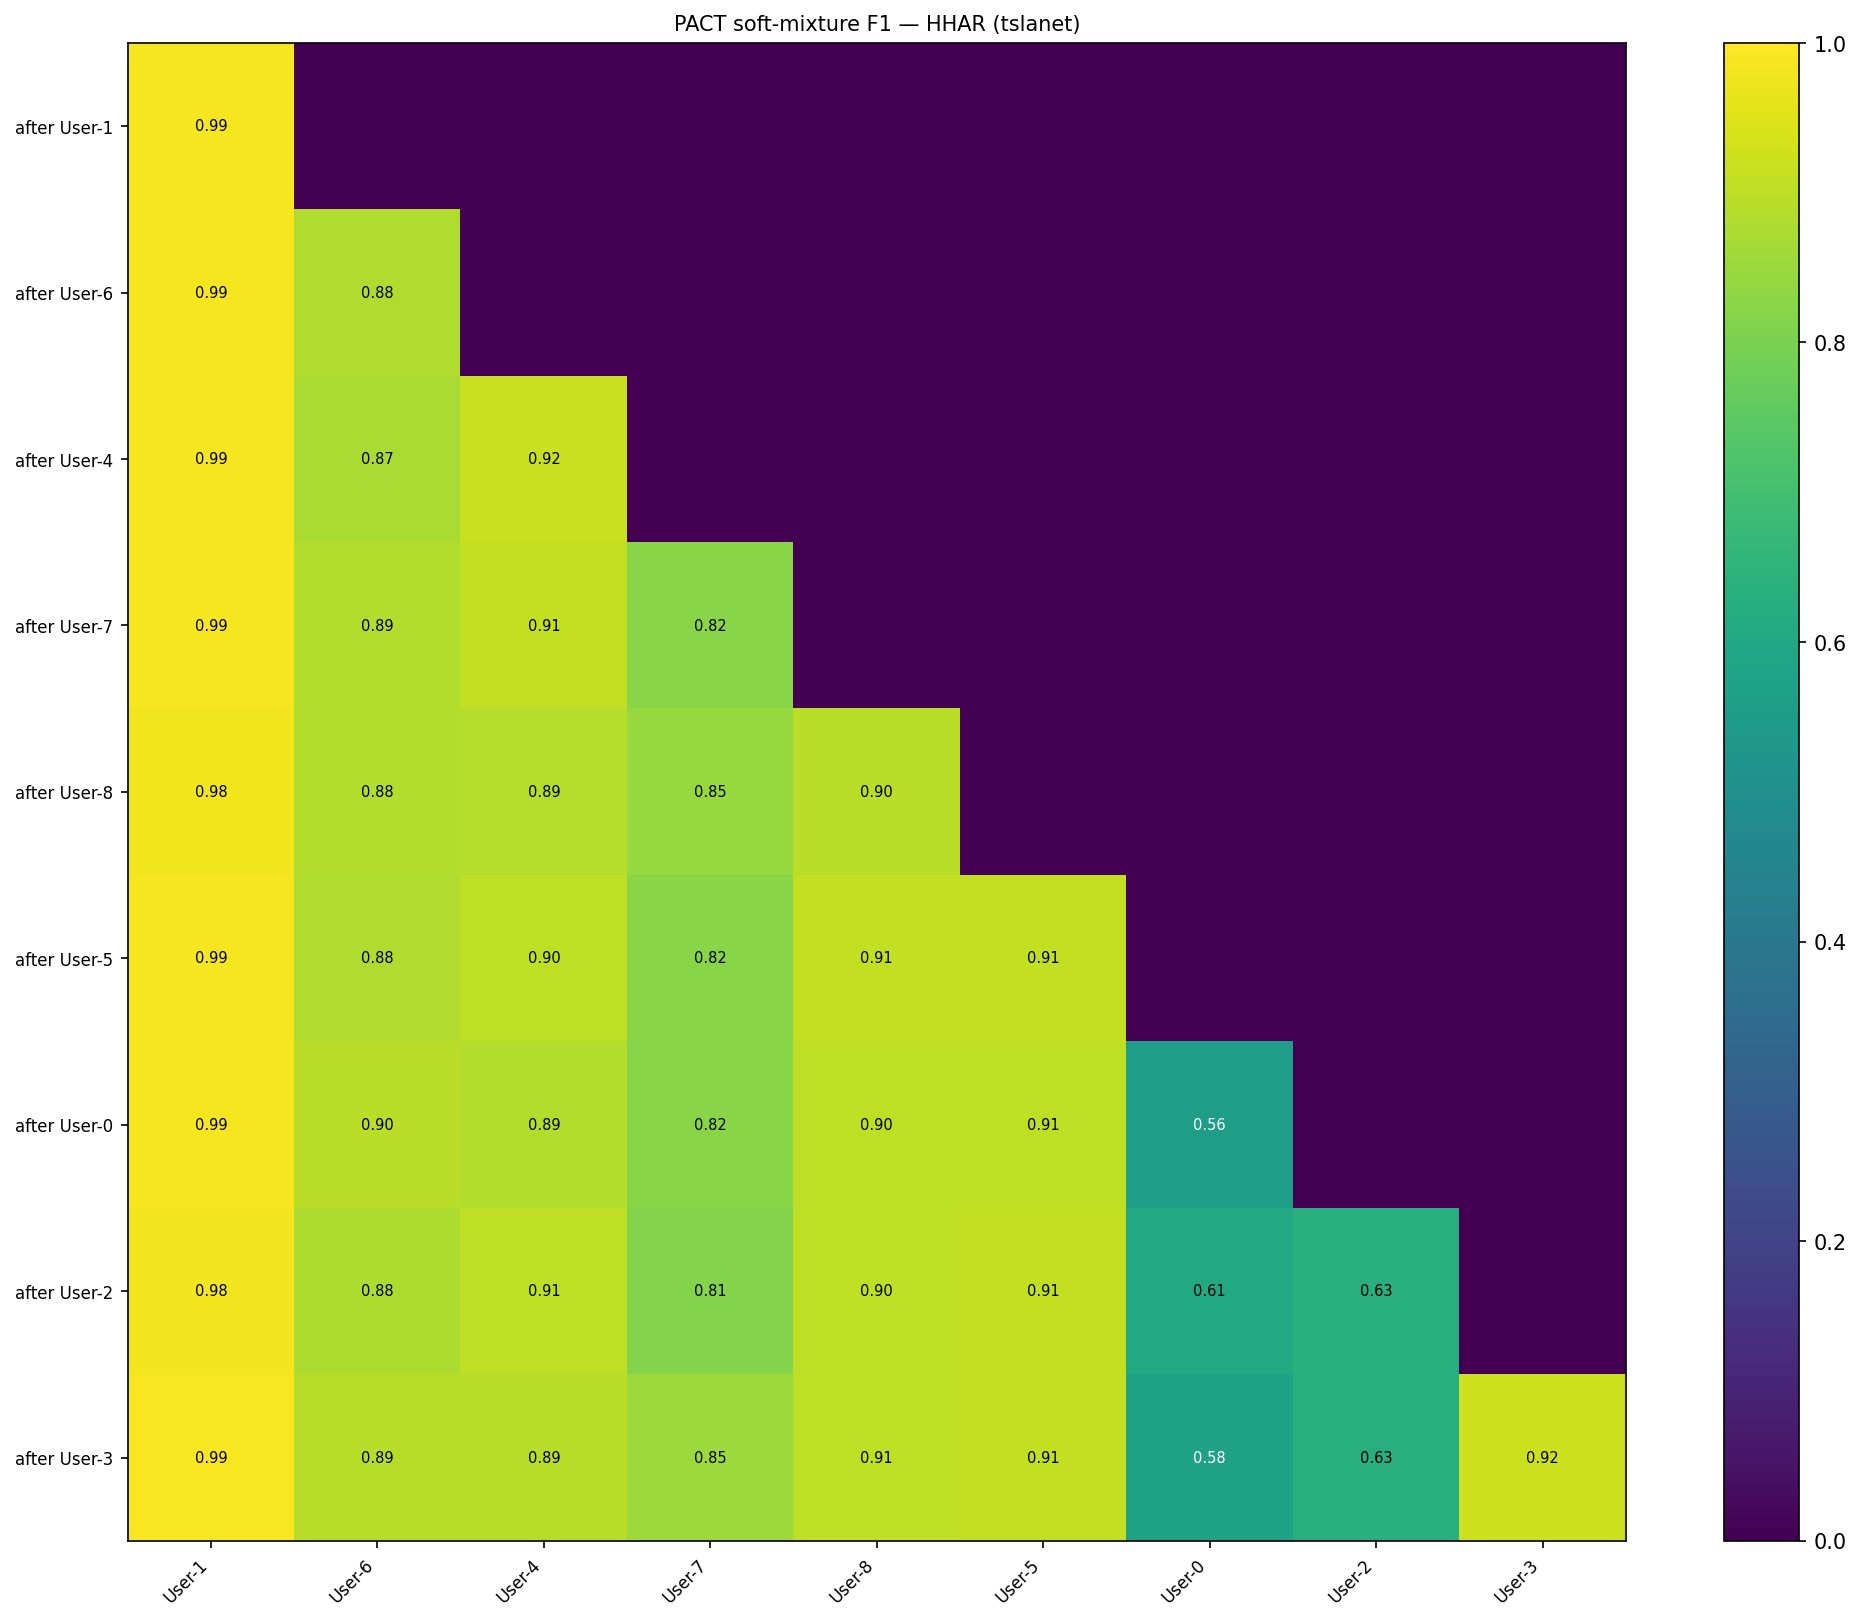 PACT soft-mixture F1 — HHAR (tslanet)
1.0
after User-1 0.99
after User-6 0.99 0.88
0.8
after User-4 0.99 0.87 0.92
after User-7 0.99 0.89 0.91 0.82
0.6
after User-8 0.98 0.88 0.89 0.85 0.90
after User-5 0.99 0.88 0.90 0.82 0.91 0.91
0.4
after User-0 0.99 0.90 0.89 0.82 0.90 0.91 0.56
0.2
after User-2 0.98 0.88 0.91 0.81 0.90 0.91 0.61 0.63
after User-3 0.99 0.89 0.89 0.85 0.91 0.91 0.58 0.63 0.92
0.0
User-1 User-6 User-4 User-7 User-8 User-5 User-0 User-2 User-3